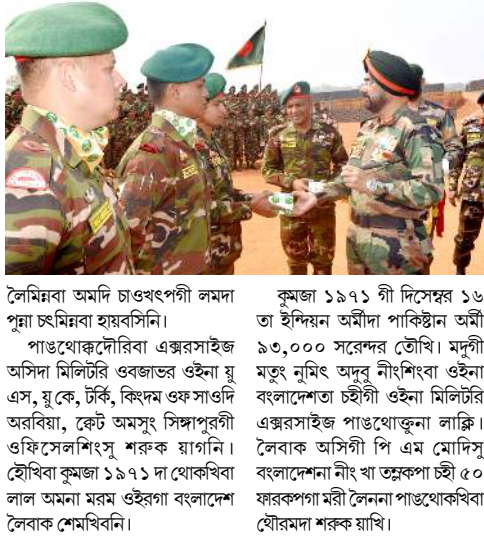 লৈমিন্নবা অমদি চাওখৎপগী লমদা
পুন্না চৎমিন্নবা হায়বসিনি।
পাঙথোক্কদৌরিবা এক্সরসাইজ
অসিদা মিলিটরি ওবজাভর ওইনা য়ু
এস, য়ু কে, টর্কি, কিংদম ওফ সাওদি
অরবিয়া, ক্বেট অমসুং সিঙ্গাপুরগী
ওফিসেলশিংসু শরুক য়াগনি।
হৌখিবা কুমজা ১৯৭১ দা থোকখিবা
লাল অমনা মরম ওইরগা বংলাদেশ
লৈবাক শেমখিবনি।
কুমজা ১৯৭১ গী দিসেম্বর ১৬
তা ইন্দিয়ন অর্মীদা পাকিষ্টান অর্মী
৯৩,০০০ সরেন্দর তৌখি। মদুগী
মতুং নুমিৎ অদুবু নীংশিংবা ওইনা
বংলাদেশতা চহীগী ওইনা মিলিটরি
এক্সরসাইজ পাঙথোক্তুনা লাক্লি।
লৈবাক অসিগী পি এম মোদিসু
বংলাদেশনা নীং খা তম্লকপা চহী ৫০
ফারকপগা মরী লৈননা পাঙথোকখিবা
থৌরমদা শরুক য়াখি।